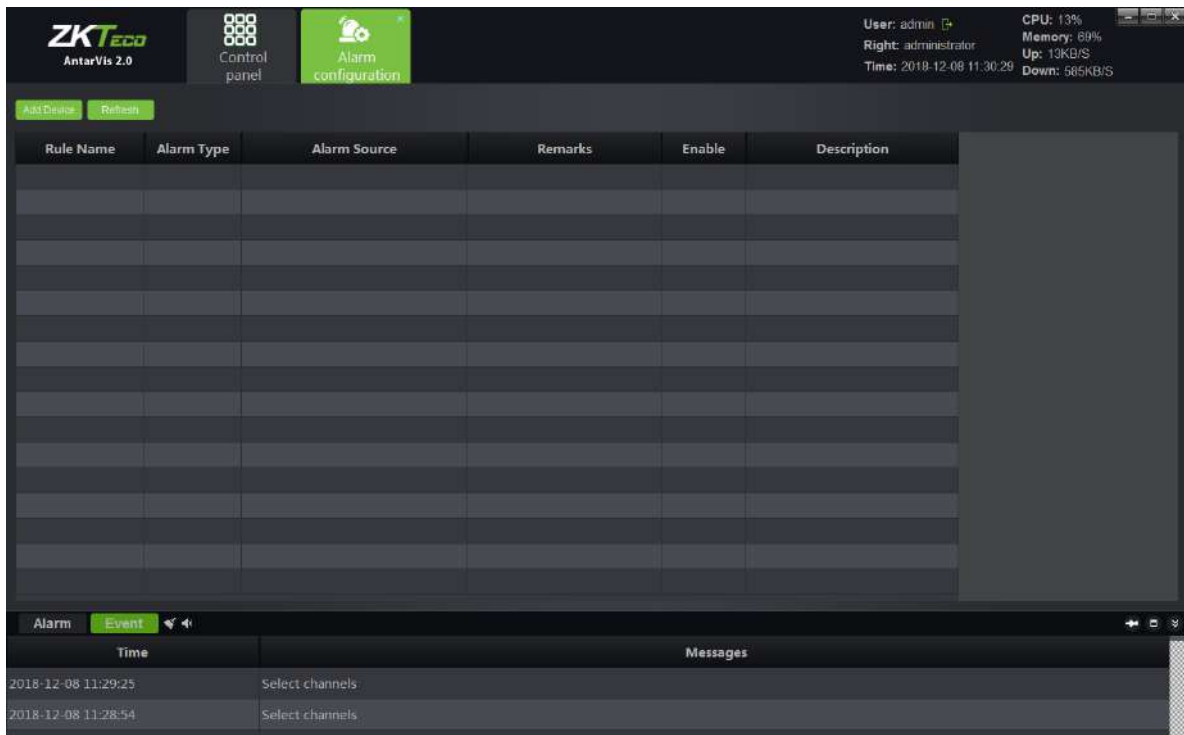 ZKTECO
AntarVis 2.0
Control
panel
Alarm
configuration
User: admin
Right: administrator
Time: 2018-12-08 11:30:29
CPU: 13%
Memory: 69%
Up: 13KB/S
Down: 585KB/S
Add Device Refresh
Rule Name Alarm Type Alarm Source Remarks Enable Description
Alarm Event
Time Messages
2018-12-08 11:29:25 Select channels
2018-12-08 11:28:54 Select channels